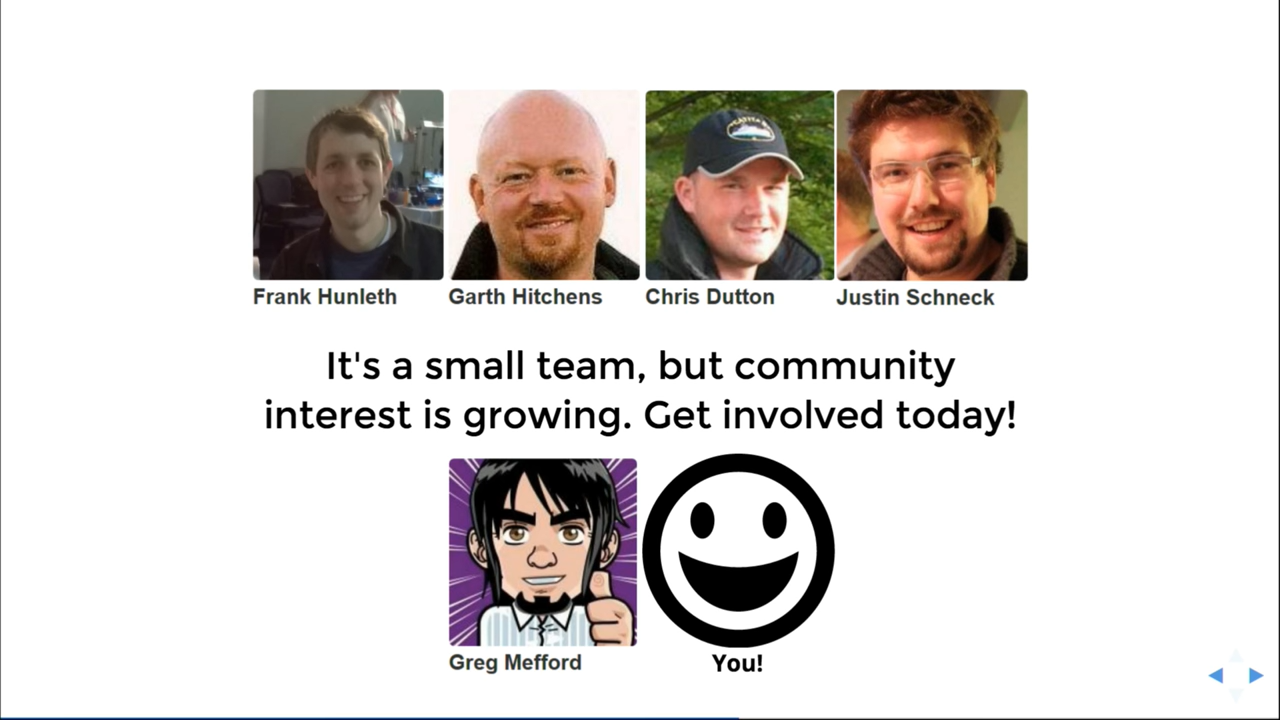 Frank Hunleth
Garth Hitchens
Chris Dutton
Justin Schneck
It's a small team, but community
interest is growing. Get involved today!
Greg Mefford
You!